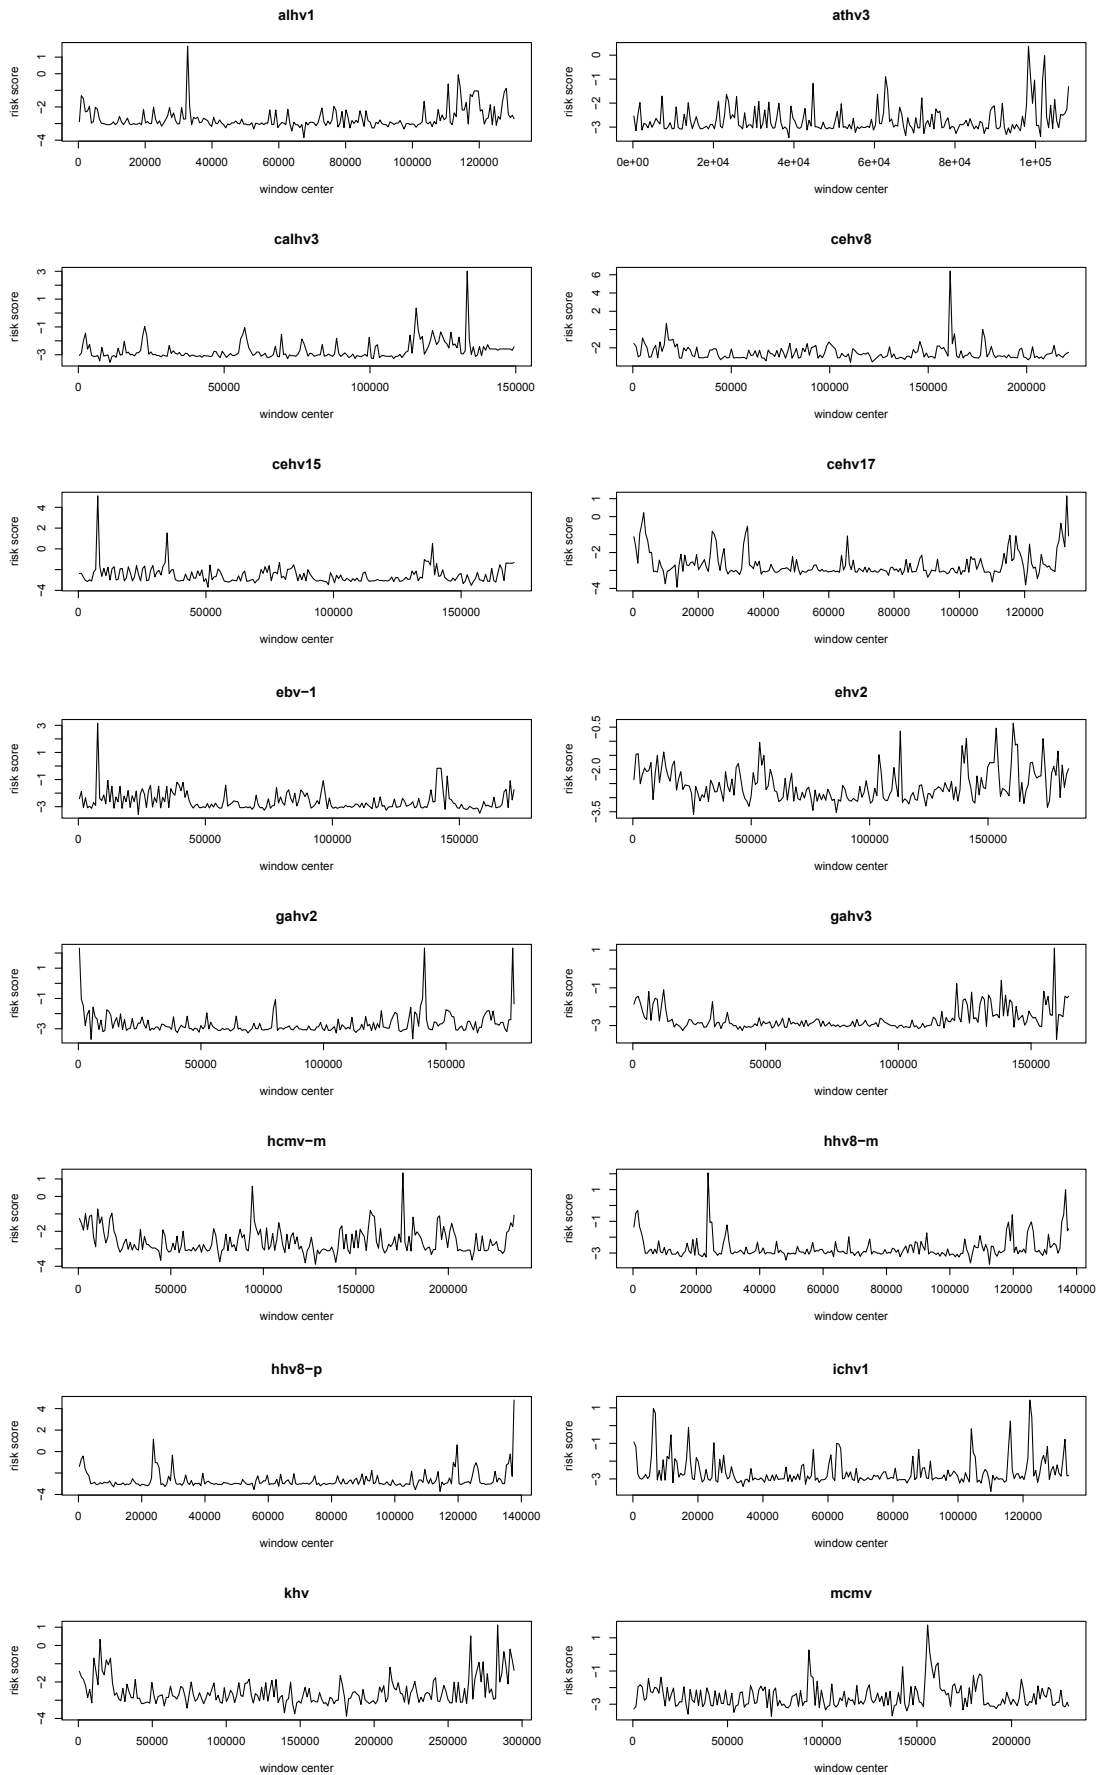 alhv1
risk score
1
0
−2
−4
0 20000 40000 60000 80000 100000 120000
window center
athv3
risk score
0
−1
−2
−3
0e+00 2e+04 4e+04 6e+04 8e+04 1e+05
window center
calhv3
risk score
3
1
−1
−3
0 50000 100000 150000
window center
cehv8
risk score
6
4
2
−2
0 50000 100000 150000 200000
window center
cehv15
risk score
4
2
0
−4
0 50000 100000 150000
window center
cehv17
risk score
1
0
−2
−4
0 20000 40000 60000 80000 100000 120000
window center
ebv−1
risk score
3
1
−1
−3
0 50000 100000 150000
window center
ehv2
risk score
−0.5
−2.0
−3.5
0 50000 100000 150000
window center
gahv2
risk score
1
−1
−3
0 50000 100000 150000
window center
gahv3
risk score
1
−1
−3
0 50000 100000 150000
window center
hcmv−m
risk score
1
0
−2
−4
0 50000 100000 150000 200000
window center
hhv8−m
risk score
1
−1
−3
0 20000 40000 60000 80000 100000 120000 140000
window center
hhv8−p
risk score
4
2
0
−4
0 20000 40000 60000 80000 100000 120000 140000
window center
ichv1
risk score
1
−1
−3
0 20000 40000 60000 80000 100000 120000
window center
khv
risk score
1
0
−2
−4
0 50000 100000 150000 200000 250000 300000
window center
mcmv
risk score
1
−1
−3
0 50000 100000 150000 200000
window center